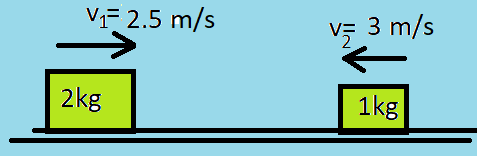 v₁= 2.5 m/s
v₂= 3 m/s
2kg
1kg